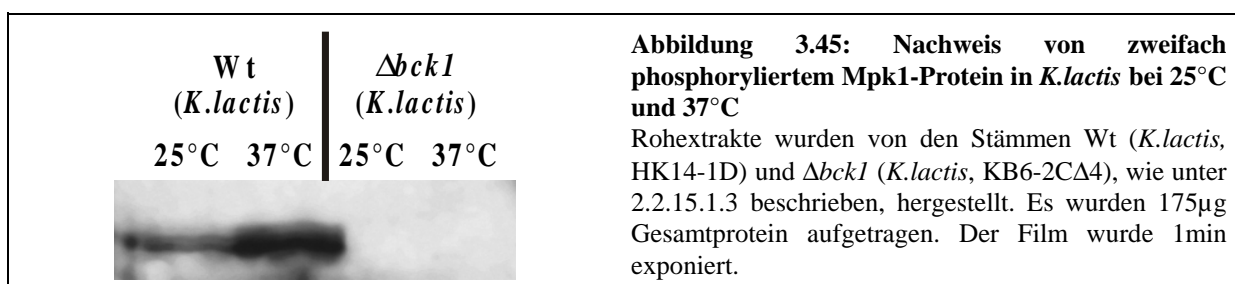 Wt
(K.lactis)
25°C 37°C
Δbck1
(K.lactis)
25°C 37°C
Abbildung 3.45: Nachweis von zweifach
phosphoryliertem Mpk1-Protein in K.lactis bei 25°C
und 37°C
Rohextrakte wurden von den Stämmen Wt (K.lactis,
HK14-1D) und Δbck1 (K.lactis, KB6-2CΔ4), wie unter
2.2.15.1.3 beschrieben, hergestellt. Es wurden 175µg
Gesamtprotein aufgetragen. Der Film wurde 1min
exponiert.